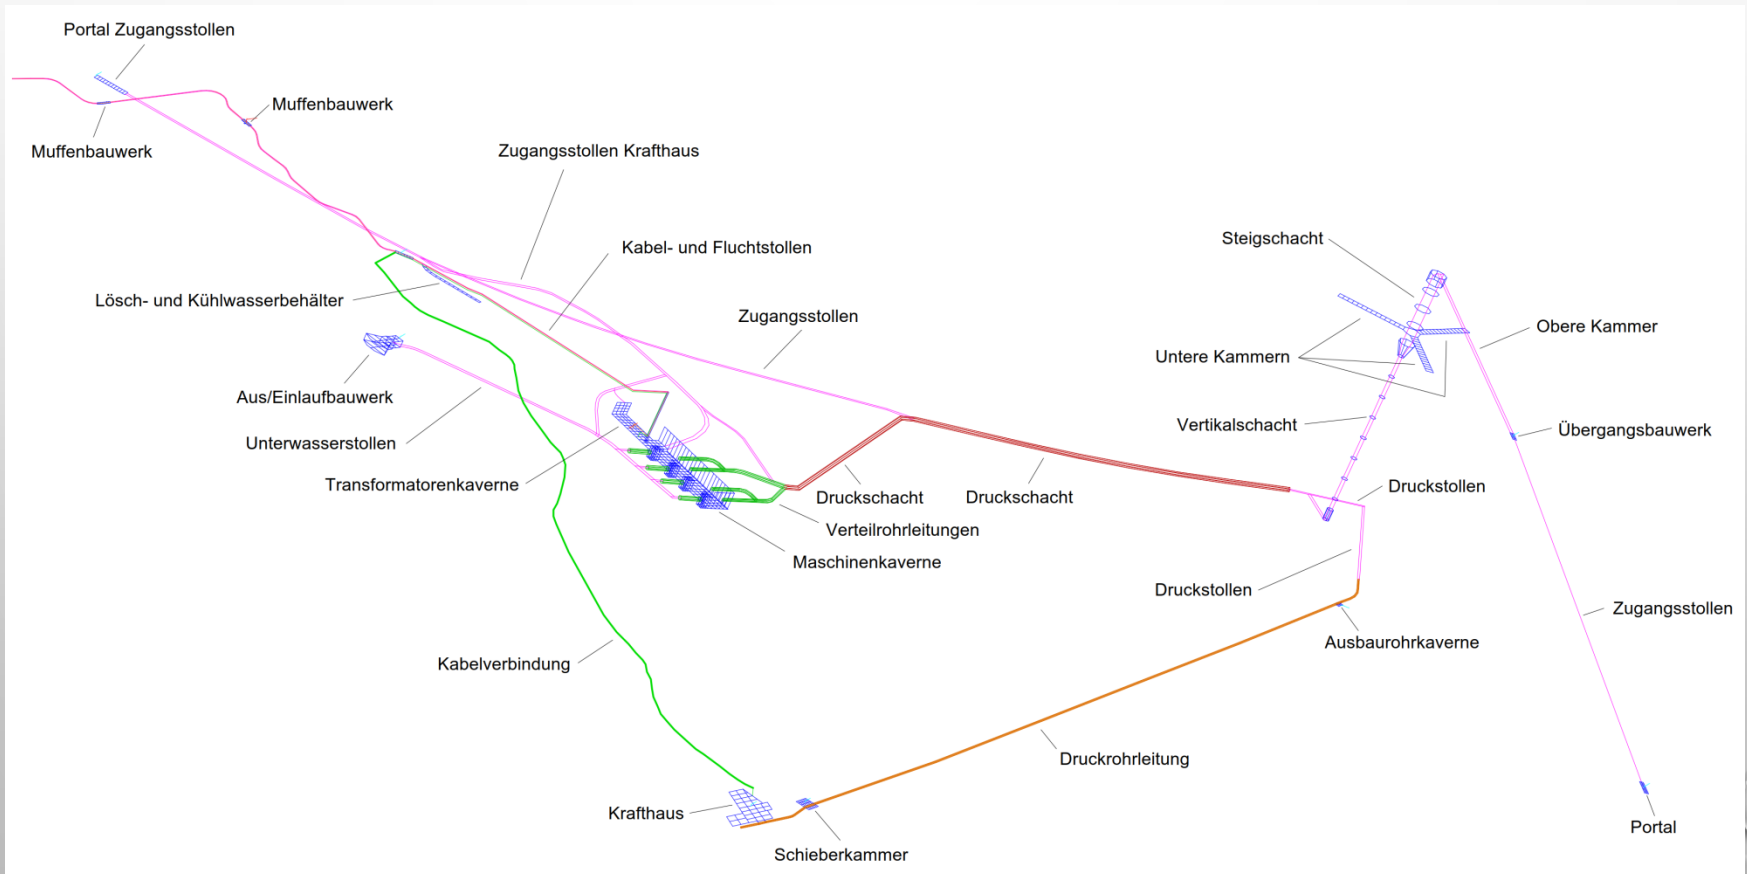 Portal Zugangsstollen
Muffenbauwerk
Muffenbauwerk
Zugangsstollen Krafthaus
Kabel- und Fluchtstollen
Steigschacht
Lösch- und Kühlwasserbehälter
Zugangsstollen
Obere Kammer
Untere Kammern
Aus/Einlaufbauwerk
Vertikalschacht
Übergangsbauwerk
Unterwasserstollen
Transformatorenkaverne
Druckschacht
Druckschacht
Druckstollen
Verteilrohrleitungen
Maschinenkaverne
Druckstollen
Zugangsstollen
Ausbaurohrkaverne
Kabelverbindung
Druckrohrleitung
Krafthaus
Portal
Schieberkammer